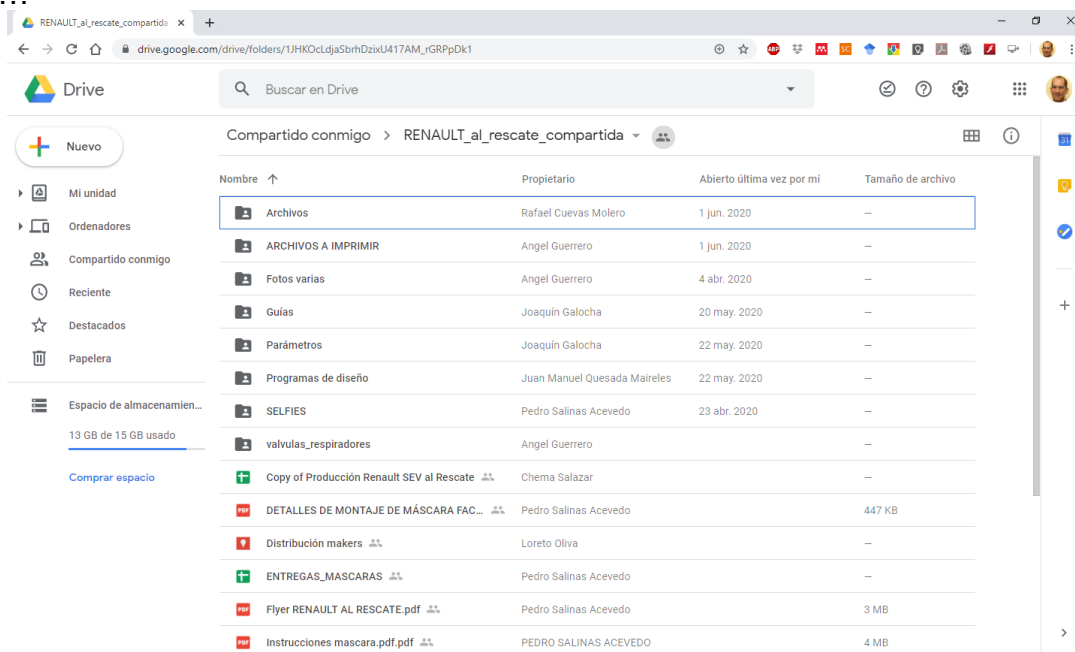 ...
RENAULT_al_rescate_compartida
drive.google.com/drive/folders/1JHKOcLdjaSbrhDzixU417AM_rGRPpDk1
Drive
Buscar en Drive
Nuevo
Compartido conmigo > RENAULT_al_rescate_compartida
Nombre Propietario Abierto última vez por mí Tamaño de archivo
Mi unidad
Ordenadores
Compartido conmigo
Reciente
Destacados
Papelera
Espacio de almacenamien...
13 GB de 15 GB usado
Comprar espacio
Archivos Rafael Cuevas Molero 1 jun. 2020 –
ARCHIVOS A IMPRIMIR Angel Guerrero 1 jun. 2020 –
Fotos varias Angel Guerrero 4 abr. 2020 –
Guías Joaquín Galocha 20 may. 2020 –
Parámetros Joaquín Galocha 22 may. 2020 –
Programas de diseño Juan Manuel Quesada Maireles 22 may. 2020 –
SELFIES Pedro Salinas Acevedo 23 abr. 2020 –
valvulas_respiradores Angel Guerrero –
Copy of Producción Renault SEV al Rescate Chema Salazar –
PDF DETALLES DE MONTAJE DE MÁSCARA FAC... Pedro Salinas Acevedo 447 KB
Distribución makers Loreto Oliva –
ENTREGAS_MASCARAS Pedro Salinas Acevedo –
PDF Flyer RENAULT AL RESCATE.pdf Pedro Salinas Acevedo 3 MB
PDF Instrucciones mascara.pdf.pdf PEDRO SALINAS ACEVEDO 4 MB
31